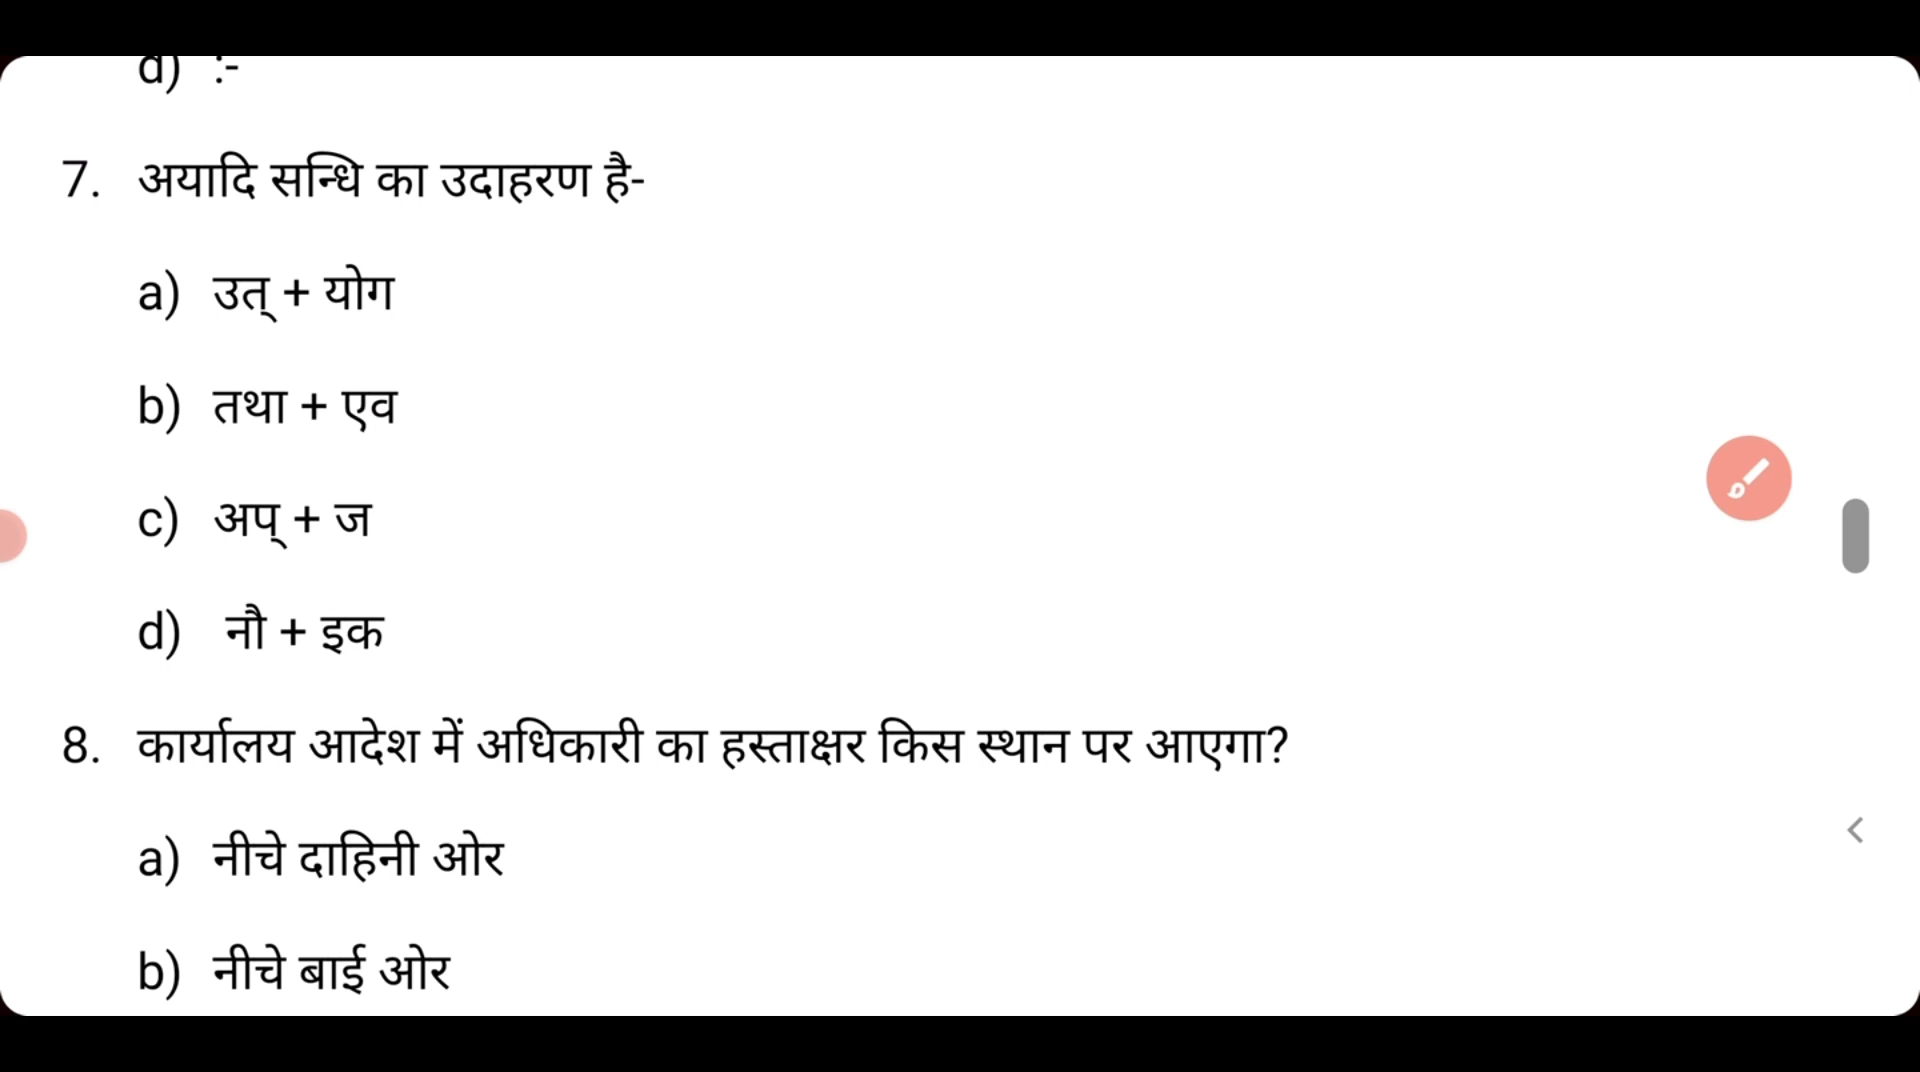 d) :-
7. अयादि सन्धि का उदाहरण है-
a) उत् + योग
b) तथा + एव
c) अप् + ज
d) नौ + इक
8. कार्यालय आदेश में अधिकारी का हस्ताक्षर किस स्थान पर आएगा?
a) नीचे दाहिनी ओर
b) नीचे बाई ओर